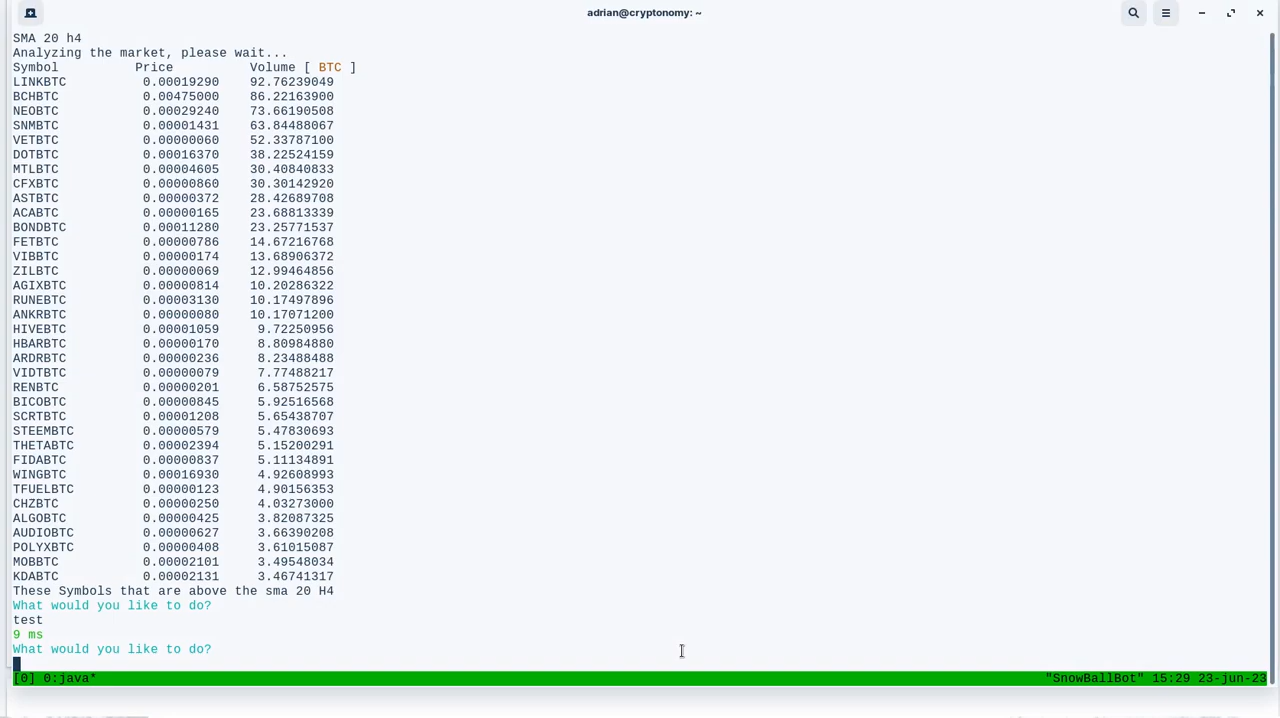 adrian@cryptonomy: ~
SMA 20 h4
Analyzing the market, please wait...
Symbol Price Volume [ BTC ]
LINKBTC 0.00019290 92.76239049
BCHBTC 0.00475000 86.22163900
NEOBTC 0.00029240 73.66190508
SNMBTC 0.00001431 63.84488067
VETBTC 0.00000060 52.33787100
DOTBTC 0.00016370 38.22524159
MTLBTC 0.00004605 30.40840833
CFXBTC 0.00000860 30.30142920
ASTBTC 0.00000372 28.42689708
ACABTC 0.00000165 23.68813339
BONDBTC 0.00011280 23.25771537
FETBTC 0.00000786 14.67216768
VIBBTC 0.00000174 13.68906372
ZILBTC 0.00000069 12.99464856
AGIXBTC 0.00000814 10.20286322
RUNEBTC 0.00003130 10.17497896
ANKRBTC 0.00000080 10.17071200
HIVEBTC 0.00001059 9.72250956
HBARBTC 0.00000170 8.80984880
ARDRBTC 0.00000236 8.23488488
VIDTBTC 0.00000079 7.77488217
RENBTC 0.00000201 6.58752575
BICOBTC 0.00000845 5.92516568
SCRTBTC 0.00001208 5.65438707
STEEMBTC 0.00000579 5.47830693
THETABTC 0.00002394 5.15200291
FIDABTC 0.00000837 5.11134891
WINGBTC 0.00016930 4.92608993
TFUELBTC 0.00000123 4.90156353
CHZBTC 0.00000250 4.03273000
ALGOBTC 0.00000425 3.82087325
AUDIOBTC 0.00000627 3.66390208
POLYXBTC 0.00000408 3.61015087
MOBBTC 0.00002101 3.49548034
KDABTC 0.00002131 3.46741317
These Symbols that are above the sma 20 H4
What would you like to do?
test
9 ms
What would you like to do?
[0] 0:java* "SnowBallBot" 15:29 23-jun-23